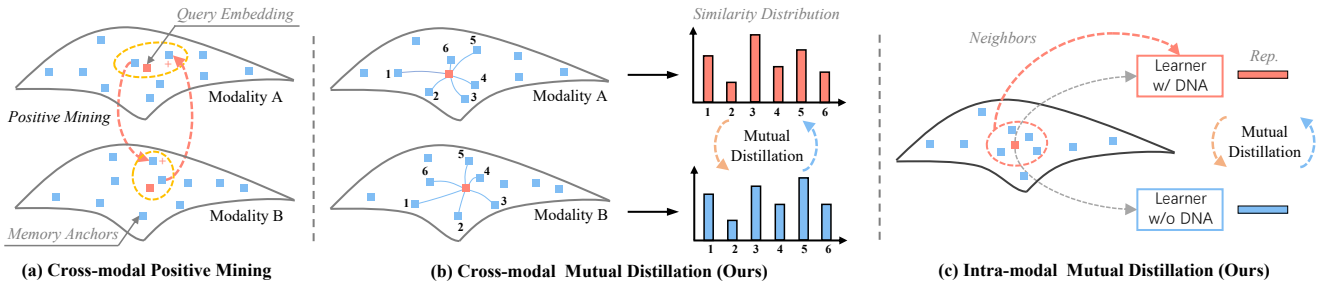 Query Embedding
Modality A
Positive Mining
Modality B
Memory Anchors
(a) Cross-modal Positive Mining
1
2
3
4
5
6
Modality A
Similarity Distribution
1 2 3 4 5 6
Mutual
Distillation
1
2
3
4
5
6
Modality B
1 2 3 4 5 6
(b) Cross-modal Mutual Distillation (Ours)
Neighbors
Learner
w/ DNA
Rep.
Mutual
Distillation
Learner
w/o DNA
(c) Intra-modal Mutual Distillation (Ours)